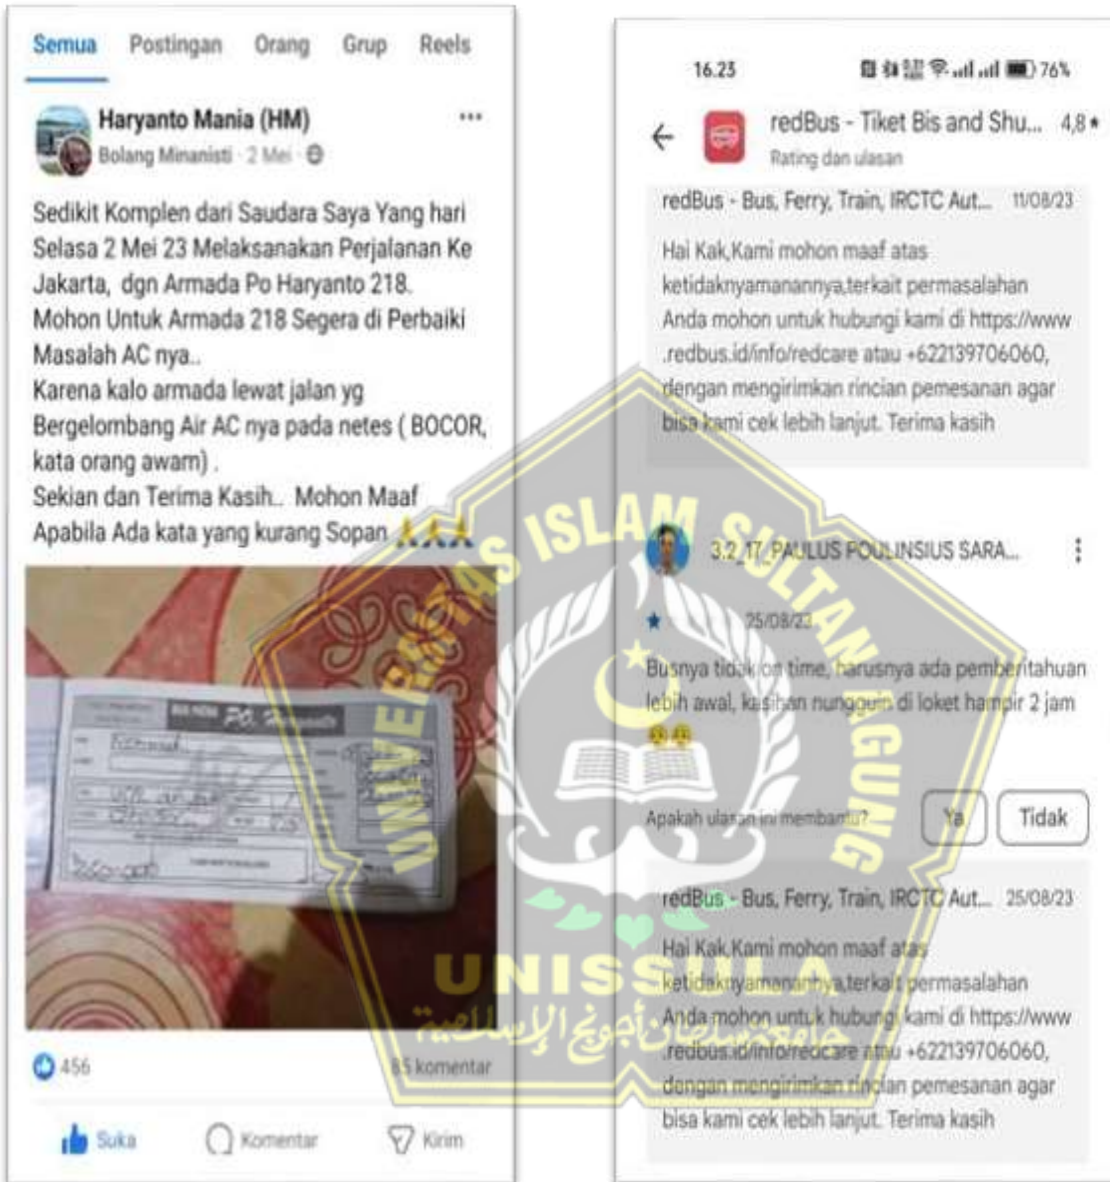 Semua Postingan Orang Grup Reels
Haryanto Mania (HM)
Bolang Minanisti · 2 Mei ·
Sedikit Komplen dari Saudara Saya Yang hari
Selasa 2 Mei 23 Melaksanakan Perjalanan Ke
Jakarta, dgn Armada Po Haryanto 218.
Mohon Untuk Armada 218 Segera di Perbaiki
Masalah AC nya..
Karena kalo armada lewat jalan yg
Bergelombang Air AC nya pada netes ( BOCOR,
kata orang awam) .
Sekian dan Terima Kasih.. Mohon Maaf
Apabila Ada kata yang kurang Sopan 🙏🙏🙏
PO. Haryanto
456 85 komentar
Suka Komentar Kirim
16.23 76%
redBus - Tiket Bis and Shu... 4,8★
Rating dan ulasan
redBus - Bus, Ferry, Train, IRCTC Aut... 11/08/23
Hai Kak,Kami mohon maaf atas
ketidaknyamanannya,terkait permasalahan
Anda mohon untuk hubungi kami di https://www
.redbus.id/info/redcare atau +622139706060,
dengan mengirimkan rincian pemesanan agar
bisa kami cek lebih lanjut. Terima kasih
3.2_17_PAULUS POULINSIUS SARA...
25/08/23
Busnya tidak on time, harusnya ada pemberitahuan
lebih awal, kasihan nungguin di loket hampir 2 jam
Apakah ulasan ini membantu? Ya Tidak
redBus - Bus, Ferry, Train, IRCTC Aut... 25/08/23
Hai Kak,Kami mohon maaf atas
ketidaknyamanannya,terkait permasalahan
Anda mohon untuk hubungi kami di https://www
.redbus.id/info/redcare atau +622139706060,
dengan mengirimkan rincian pemesanan agar
bisa kami cek lebih lanjut. Terima kasih
UNIVERSITAS ISLAM SULTAN AGUNG
UNISSULA
جامعة سلطان أجونج الإسلامية